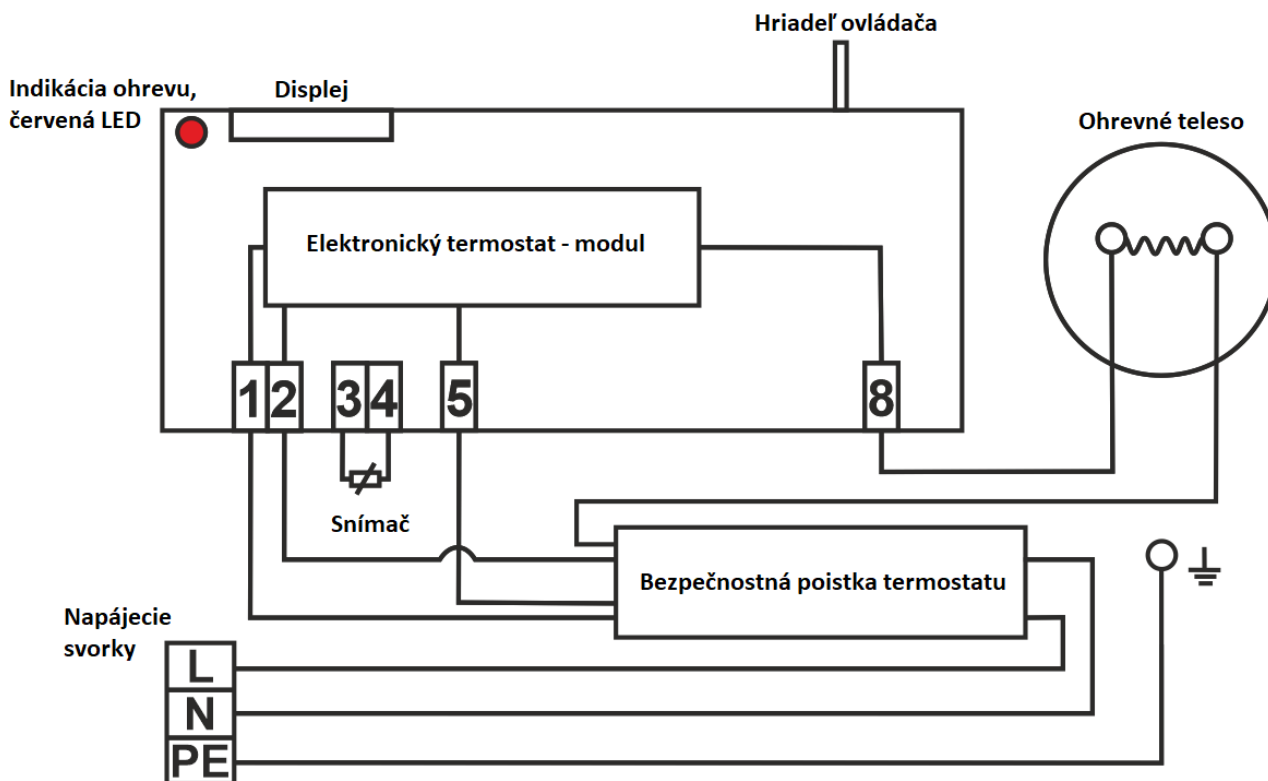 Hriadeľ ovládača
Indikácia ohrevu,
červená LED
Displej
Ohrevné teleso
Elektronický termostat - modul
1 2 3 4 5 8
Snímač
Bezpečnostná poistka termostatu
Napájecie
svorky
L
N
PE